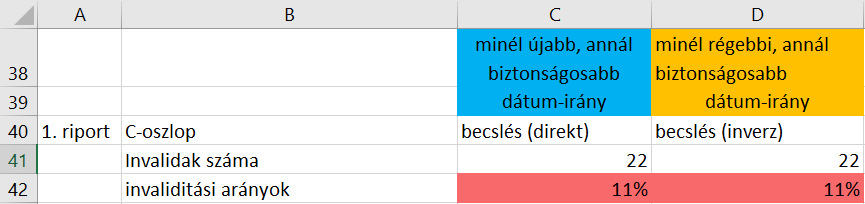 A B C D
38 minél újabb, annál minél régebbi, annál
biztonságosabb biztonságosabb
39 dátum-irány dátum-irány
40 1. riport C-oszlop becslés (direkt) becslés (inverz)
41 Invalidak száma 22 22
42 invaliditási arányok 11% 11%